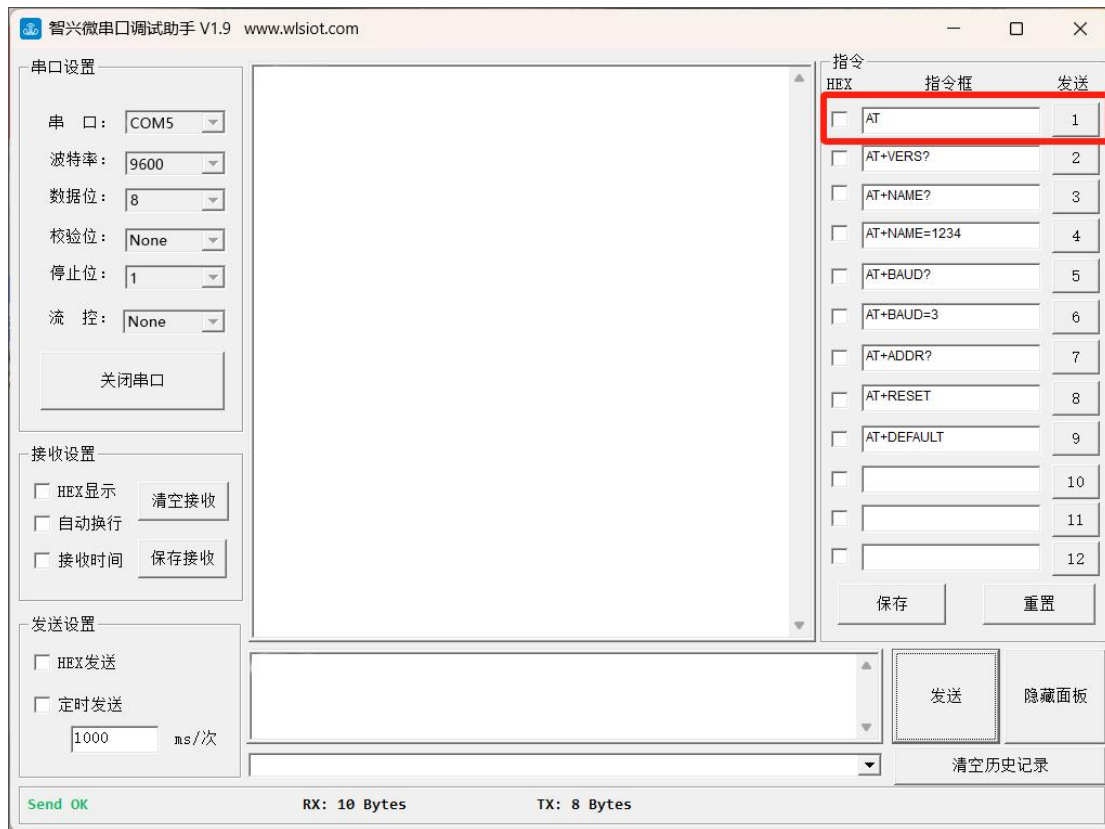 智兴微串口调试助手 V1.9 www.wlsiot.com
串口设置
串 口： COM5
波特率： 9600
数据位： 8
校验位： None
停止位： 1
流 控： None
关闭串口
接收设置
HEX显示
清空接收
自动换行
接收时间
保存接收
发送设置
HEX发送
定时发送
1000 ms/次
指令
HEX 指令框 发送
AT 1
AT+VERS? 2
AT+NAME? 3
AT+NAME=1234 4
AT+BAUD? 5
AT+BAUD=3 6
AT+ADDR? 7
AT+RESET 8
AT+DEFAULT 9
10
11
12
保存 重置
发送 隐藏面板
清空历史记录
Send OK RX: 10 Bytes TX: 8 Bytes